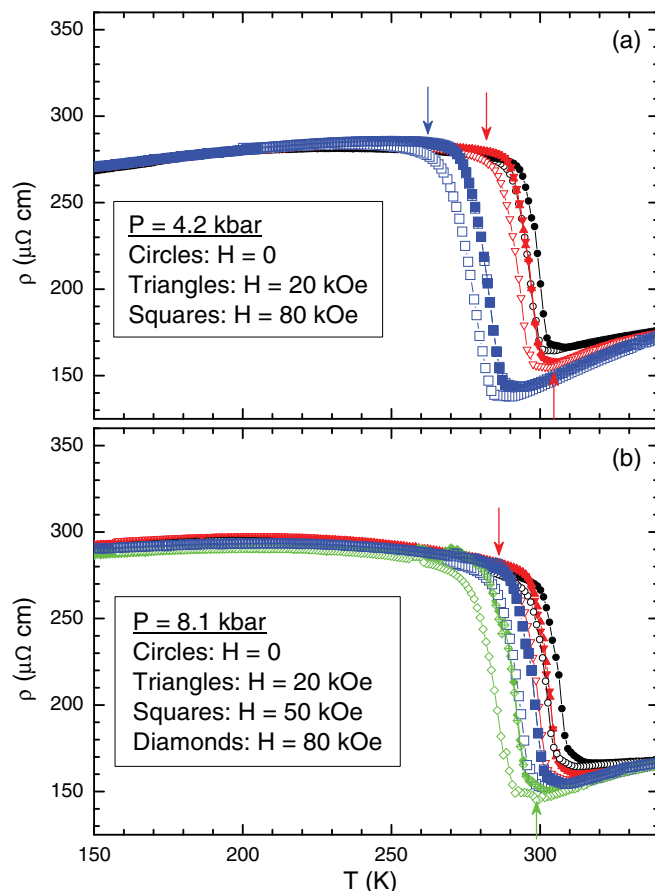 (a)
350
300
250
200
150
ρ (μΩ cm)
P = 4.2 kbar
Circles: H = 0
Triangles: H = 20 kOe
Squares: H = 80 kOe
(b)
350
300
250
200
150
ρ (μΩ cm)
P = 8.1 kbar
Circles: H = 0
Triangles: H = 20 kOe
Squares: H = 50 kOe
Diamonds: H = 80 kOe
150 200 250 300
T (K)